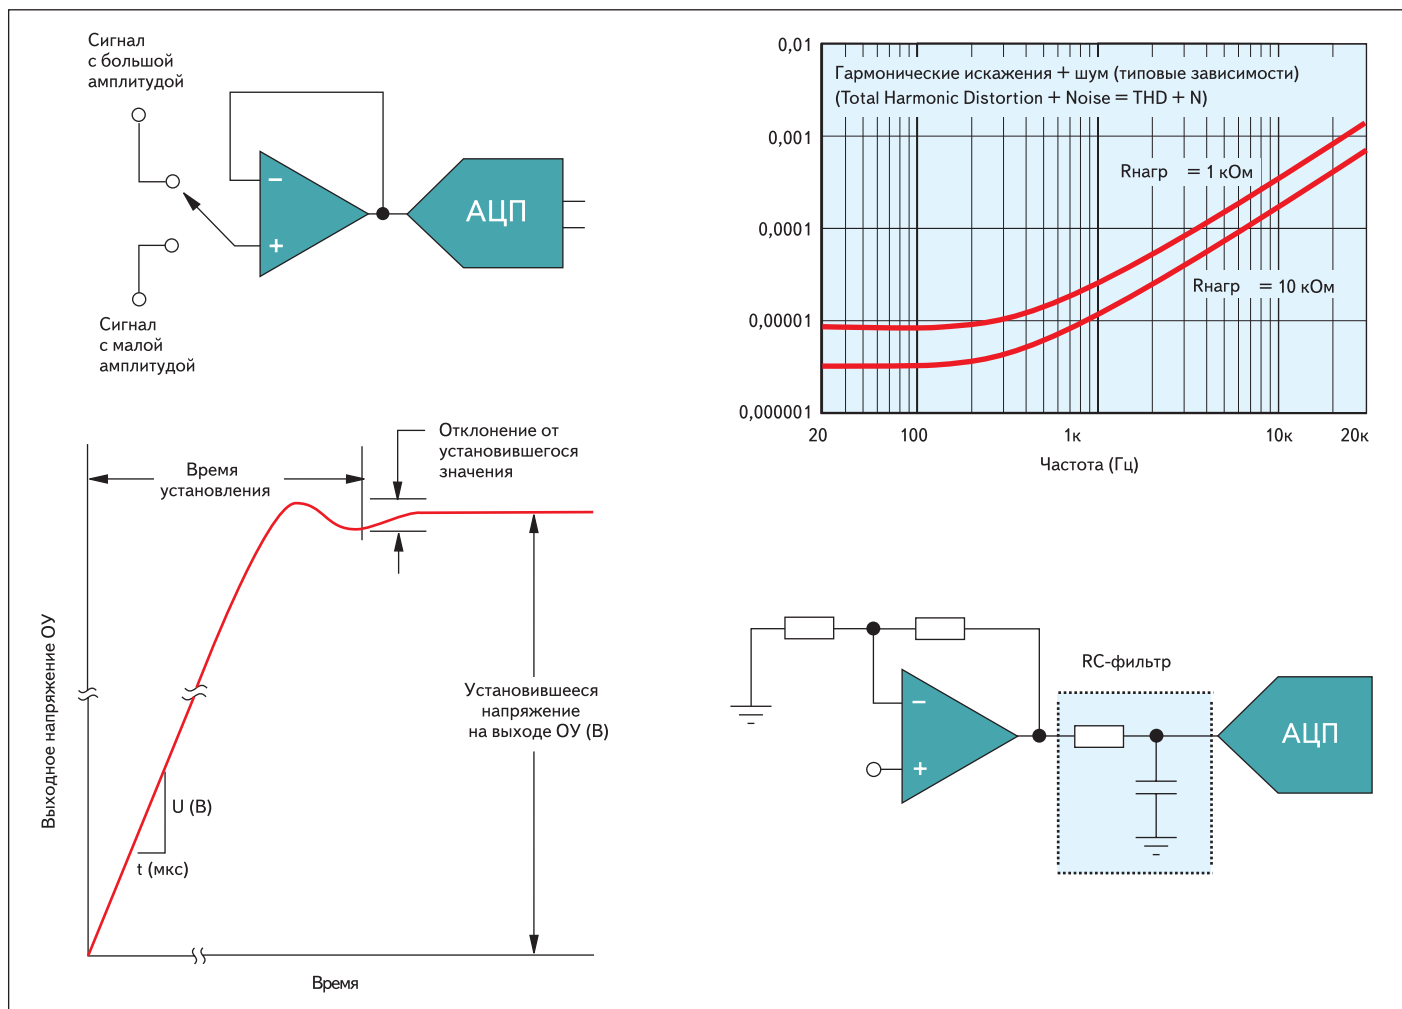 Сигнал
с большой
амплитудой
−
+
АЦП
Сигнал
с малой
амплитудой
0,01
0,001
0,0001
0,00001
0,000001
Гармонические искажения + шум (типовые зависимости)
(Total Harmonic Distortion + Noise = THD + N)
Rнагр = 1 кОм
Rнагр = 10 кОм
20
100
1к
10к
20к
Частота (Гц)
Отклонение от
установившегося
значения
Время
установления
Выходное напряжение ОУ
U (В)
t (мкс)
Установившееся
напряжение
на выходе ОУ (В)
Время
RC-фильтр
−
+
АЦП